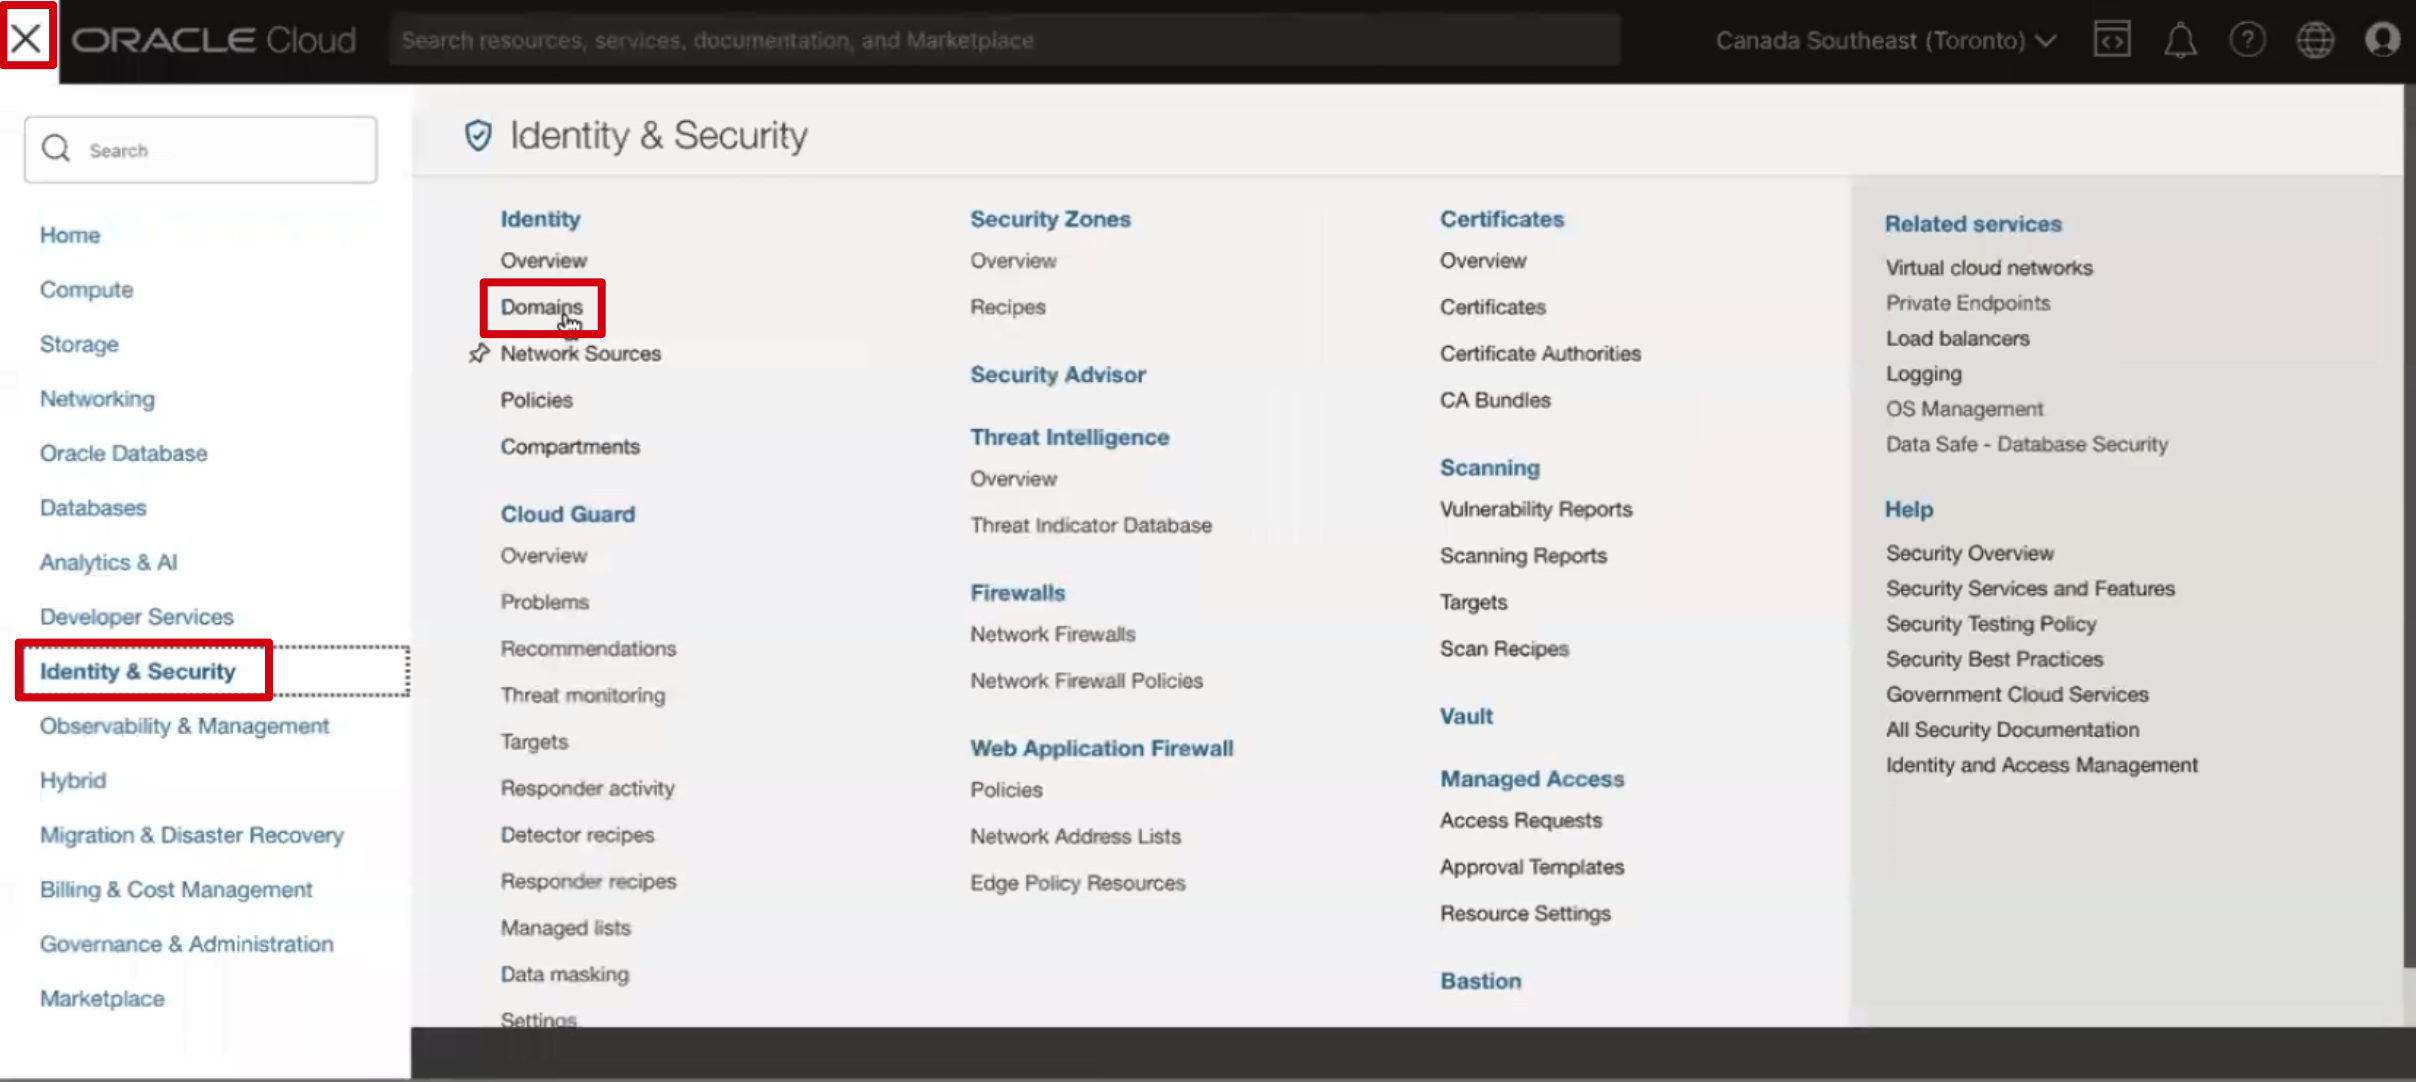 ORACLE Cloud
Search resources, services, documentation, and Marketplace
Canada Southeast (Toronto)
Search
Home
Compute
Storage
Networking
Oracle Database
Databases
Analytics & AI
Developer Services
Identity & Security
Observability & Management
Hybrid
Migration & Disaster Recovery
Billing & Cost Management
Governance & Administration
Marketplace
Identity & Security
Identity
Overview
Domains
Network Sources
Policies
Compartments
Cloud Guard
Overview
Problems
Recommendations
Threat monitoring
Targets
Responder activity
Detector recipes
Responder recipes
Managed lists
Data masking
Settings
Security Zones
Overview
Recipes
Security Advisor
Threat Intelligence
Overview
Threat Indicator Database
Firewalls
Network Firewalls
Network Firewall Policies
Web Application Firewall
Policies
Network Address Lists
Edge Policy Resources
Certificates
Overview
Certificates
Certificate Authorities
CA Bundles
Scanning
Vulnerability Reports
Scanning Reports
Targets
Scan Recipes
Vault
Managed Access
Access Requests
Approval Templates
Resource Settings
Bastion
Related services
Virtual cloud networks
Private Endpoints
Load balancers
Logging
OS Management
Data Safe - Database Security
Help
Security Overview
Security Services and Features
Security Testing Policy
Security Best Practices
Government Cloud Services
All Security Documentation
Identity and Access Management